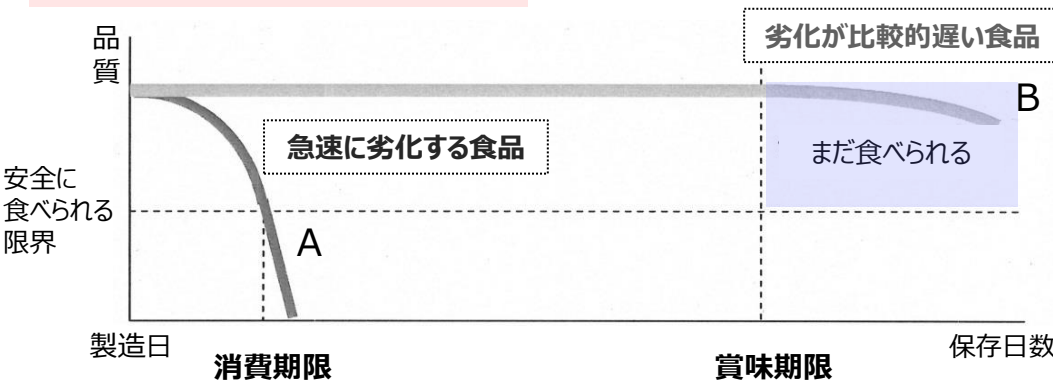 劣化が比較的遅い食品
品
質
B
急速に劣化する食品
まだ食べられる
安全に
食べられる
限界
A
製造日
消費期限
賞味期限
保存日数